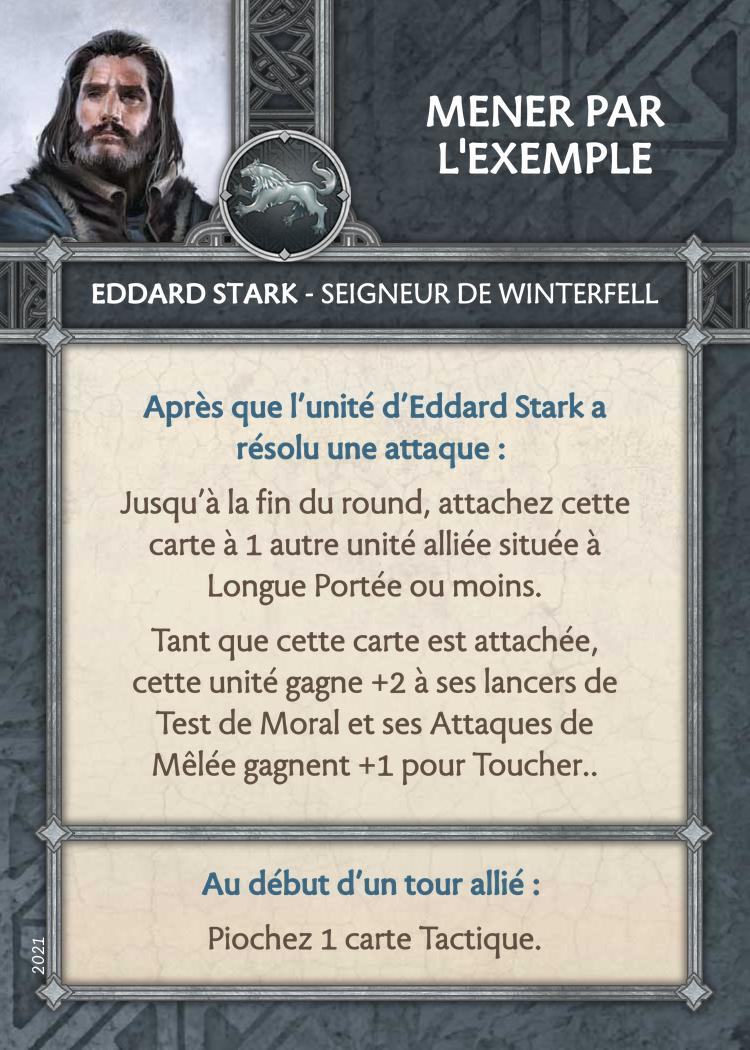 MENER PAR
L'EXEMPLE
EDDARD STARK - SEIGNEUR DE WINTERFELL
Après que l'unité d'Eddard Stark a
résolu une attaque :
Jusqu'à la fin du round, attachez cette
carte à 1 autre unité alliée située à
Longue Portée ou moins.
Tant que cette carte est attachée,
cette unité gagne +2 à ses lancers de
Test de Moral et ses Attaques de
Mêlée gagnent +1 pour Toucher..
Au début d'un tour allié :
Piochez 1 carte Tactique.
2021